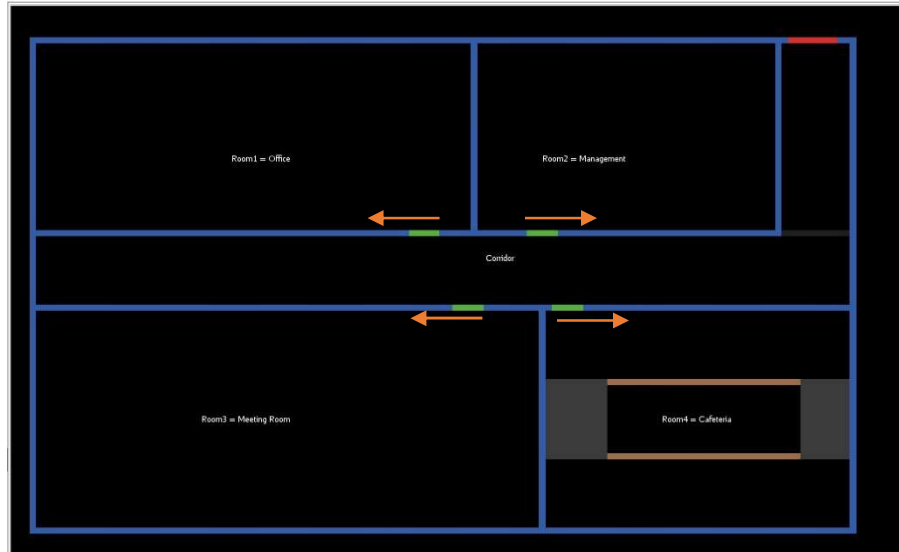 Room1 = Office
Room2 = Management
Corridor
Room3 = Meeting Room
Room4 = Cafeteria